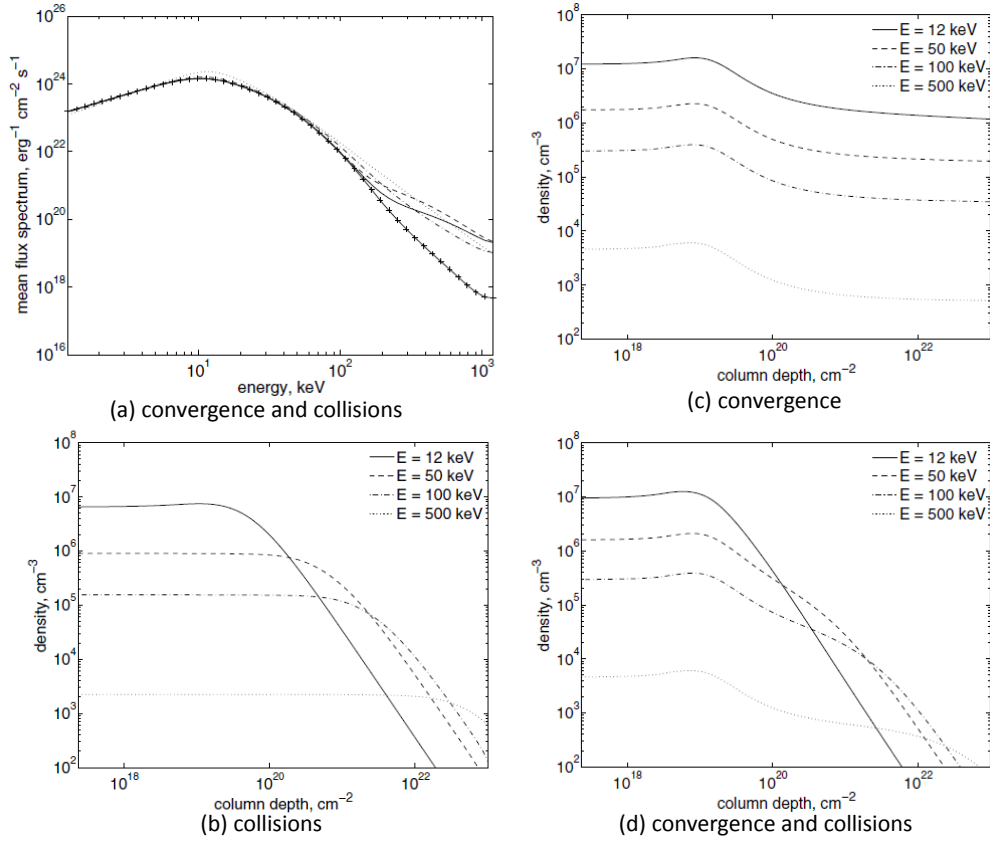 10^26
10^24
10^22
10^20
10^18
10^16
mean flux spectrum, erg^−1 cm^−2 s^−1
10^1
10^2
10^3
energy, keV
(a) convergence and collisions
10^8
10^7
10^6
10^5
10^4
10^3
10^2
density, cm^−3
E = 12 keV
E = 50 keV
E = 100 keV
E = 500 keV
10^18
10^20
10^22
column depth, cm^−2
(c) convergence
10^8
10^7
10^6
10^5
10^4
10^3
10^2
density, cm^−3
E = 12 keV
E = 50 keV
E = 100 keV
E = 500 keV
10^18
10^20
10^22
column depth, cm^−2
(b) collisions
10^8
10^7
10^6
10^5
10^4
10^3
10^2
density, cm^−3
E = 12 keV
E = 50 keV
E = 100 keV
E = 500 keV
10^18
10^20
10^22
column depth, cm^−2
(d) convergence and collisions